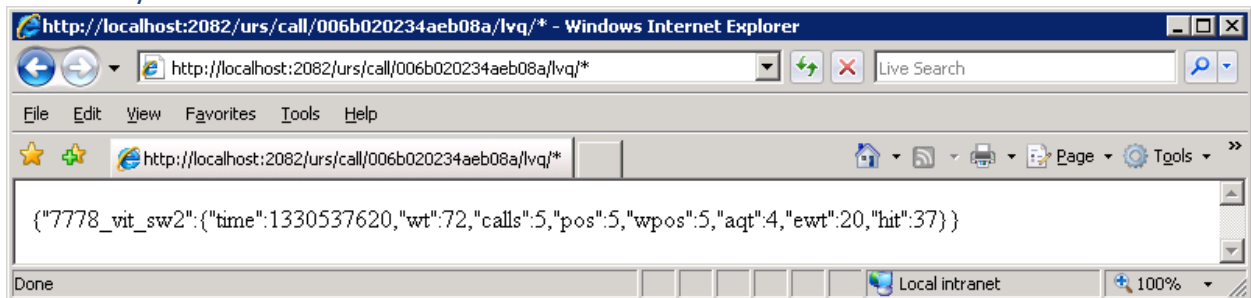 http://localhost:2082/urs/call/006b020234aeb08a/lvq/* - Windows Internet Explorer
http://localhost:2082/urs/call/006b020234aeb08a/lvq/* Live Search
File Edit View Favorites Tools Help
http://localhost:2082/urs/call/006b020234aeb08a/lvq/* Page Tools »
{"7778_vit_sw2":{"time":1330537620,"wt":72,"calls":5,"pos":5,"wpos":5,"aqt":4,"ewt":20,"hit":37}}
Done Local intranet 100%